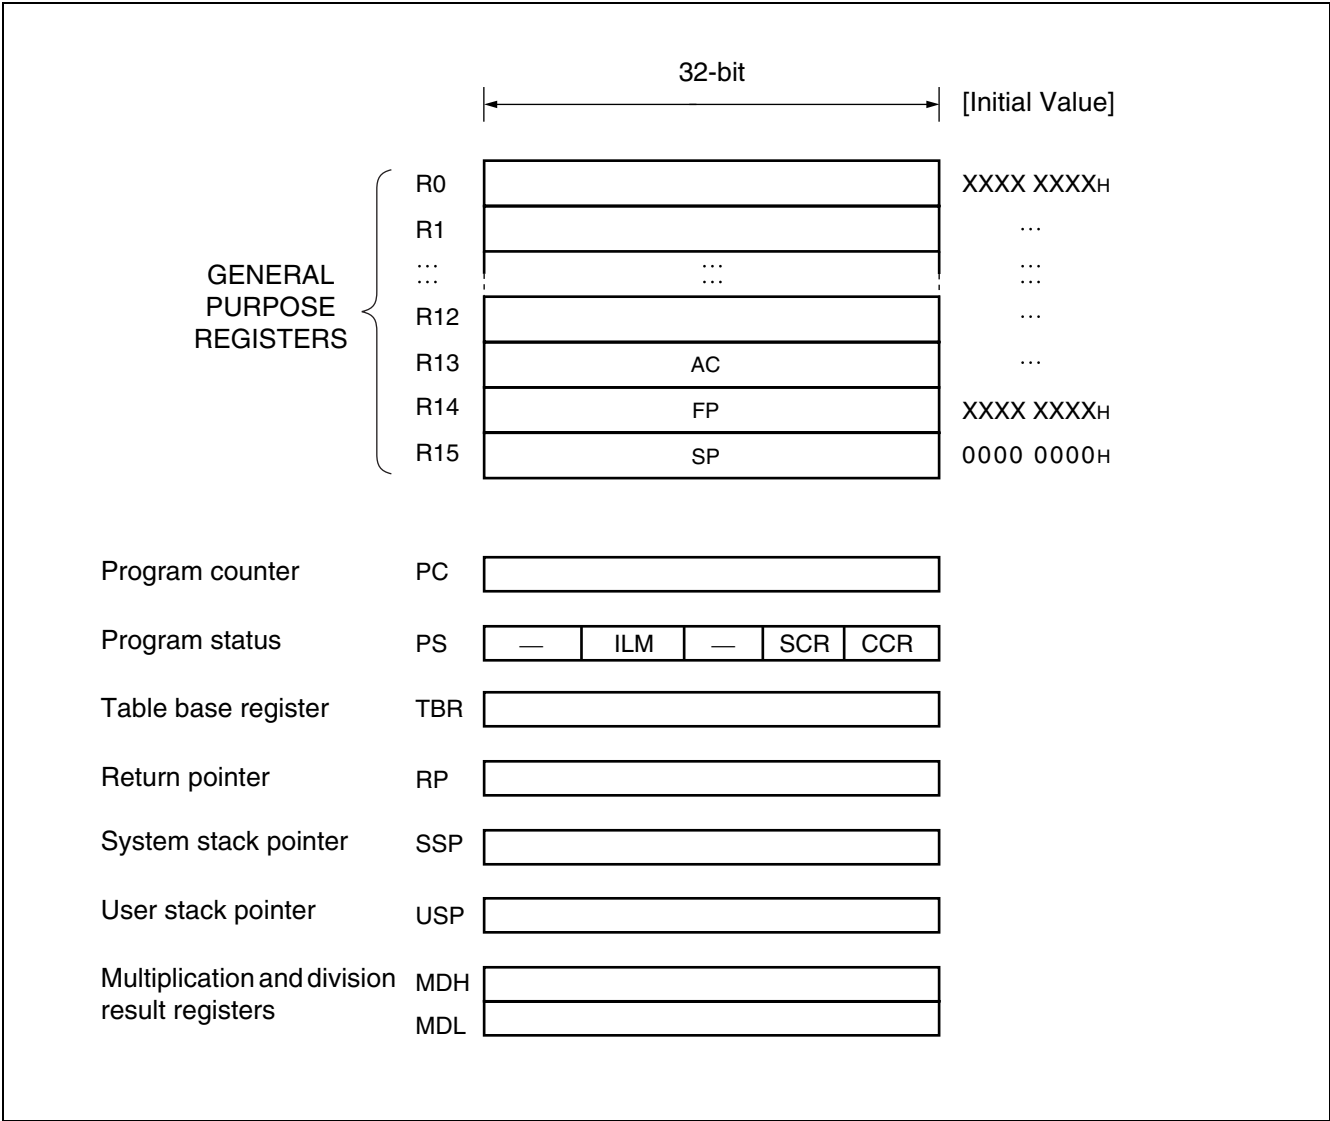 32-bit
[Initial Value]
R0 XXXX XXXXH
R1 ...
... ... ...
... ... ...
GENERAL
PURPOSE
REGISTERS
R12 ...
R13 AC ...
R14 FP XXXX XXXXH
R15 SP 0000 0000H
Program counter PC
Program status PS — ILM — SCR CCR
Table base register TBR
Return pointer RP
System stack pointer SSP
User stack pointer USP
Multiplication and division MDH
result registers
MDL